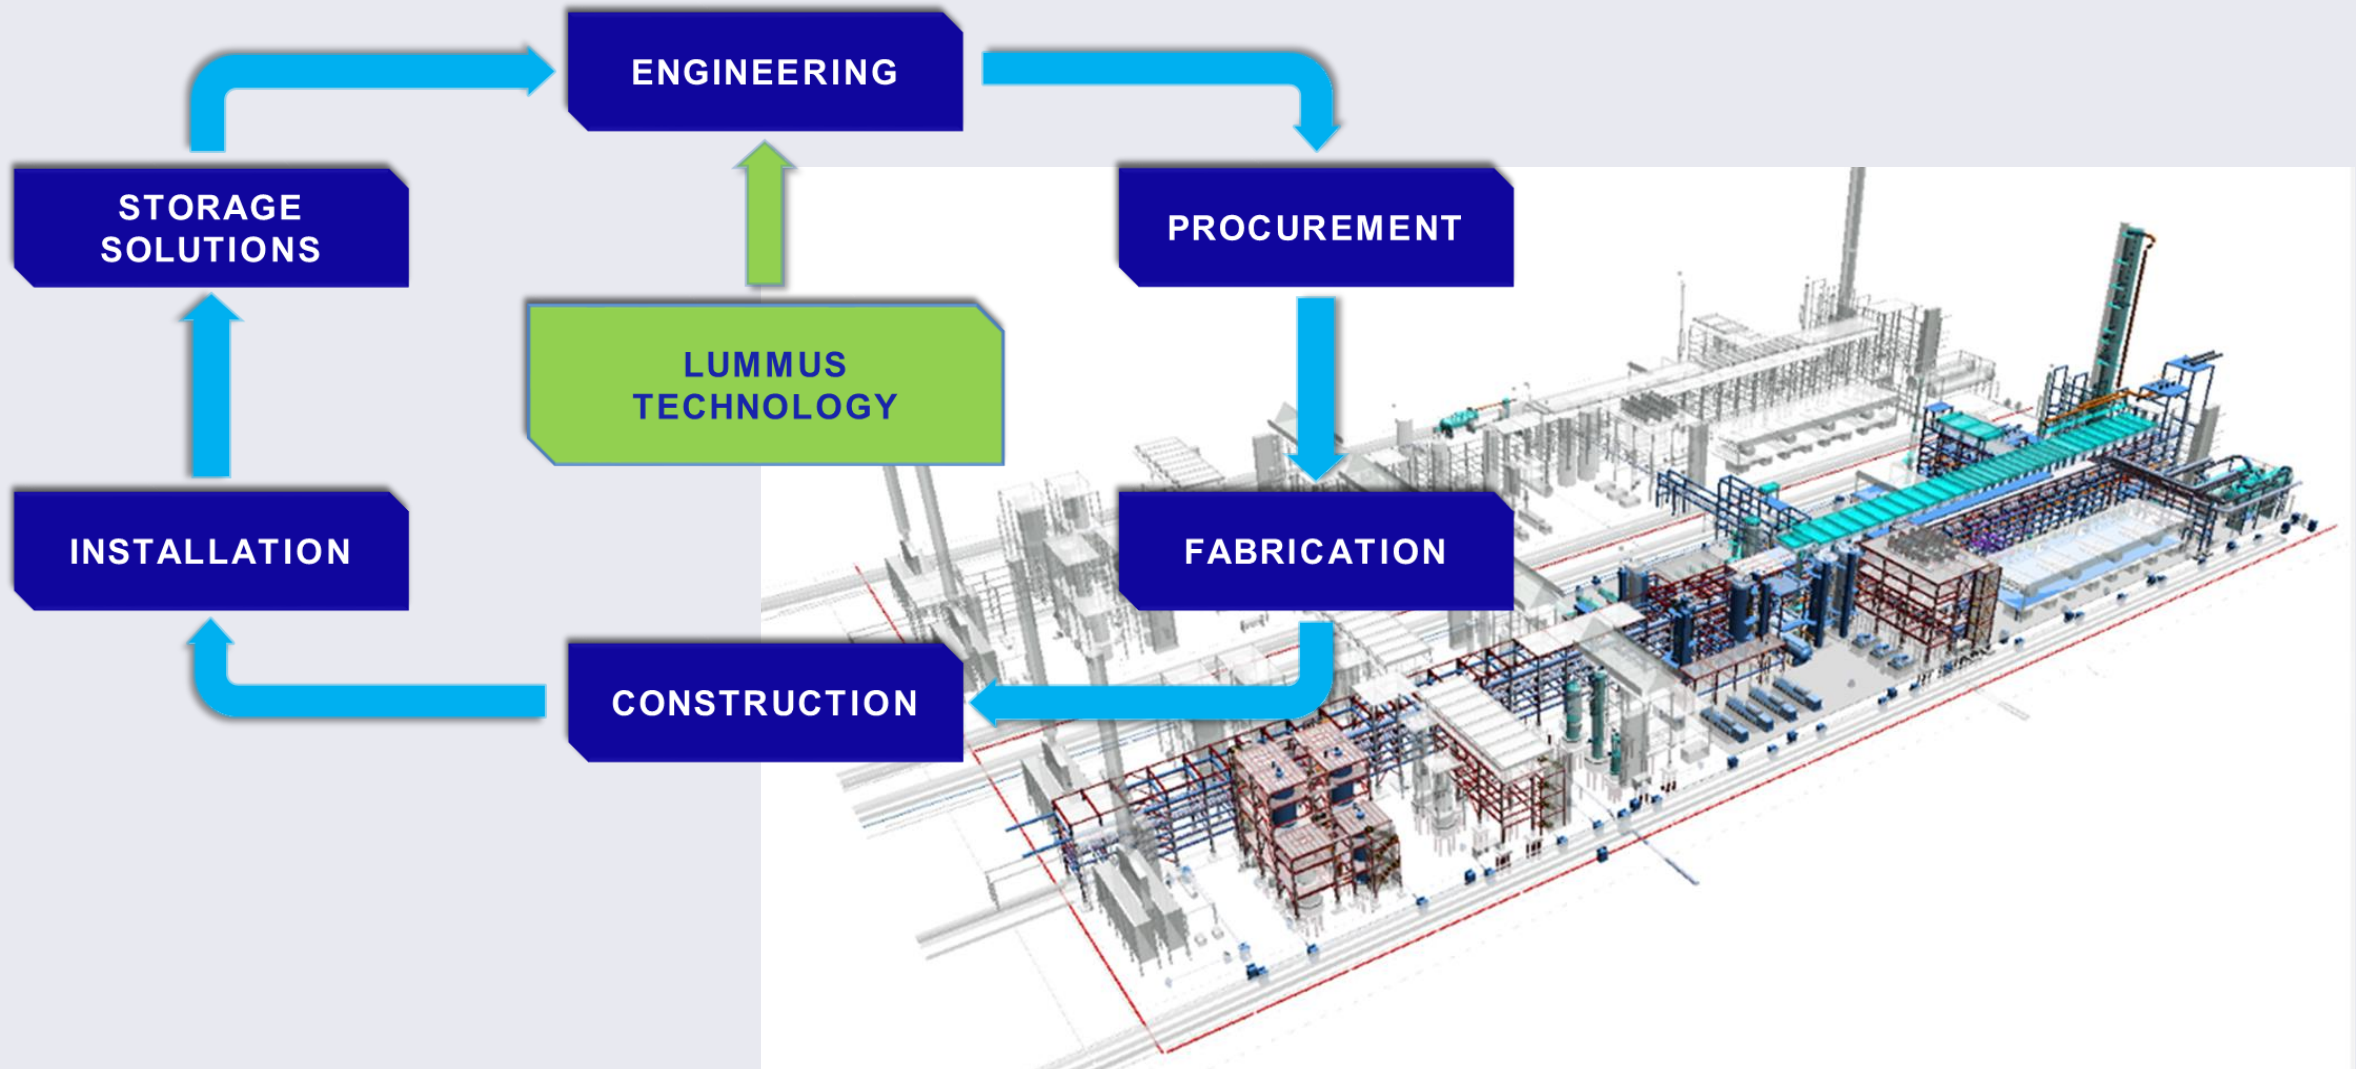 ENGINEERING
STORAGE
SOLUTIONS
PROCUREMENT
LUMMUS
TECHNOLOGY
INSTALLATION
FABRICATION
CONSTRUCTION